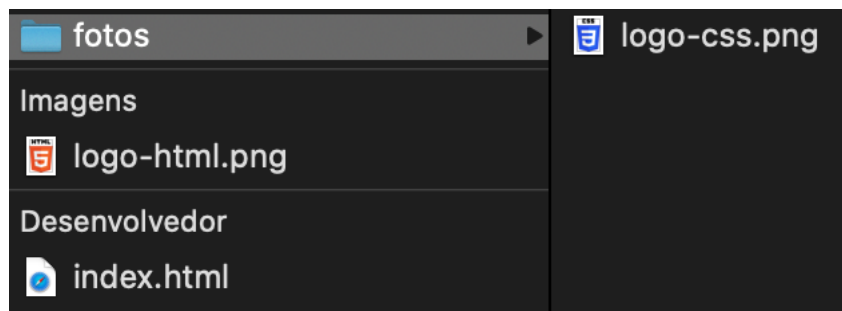 fotos
Imagens
logo-html.png
Desenvolvedor
index.html
logo-css.png